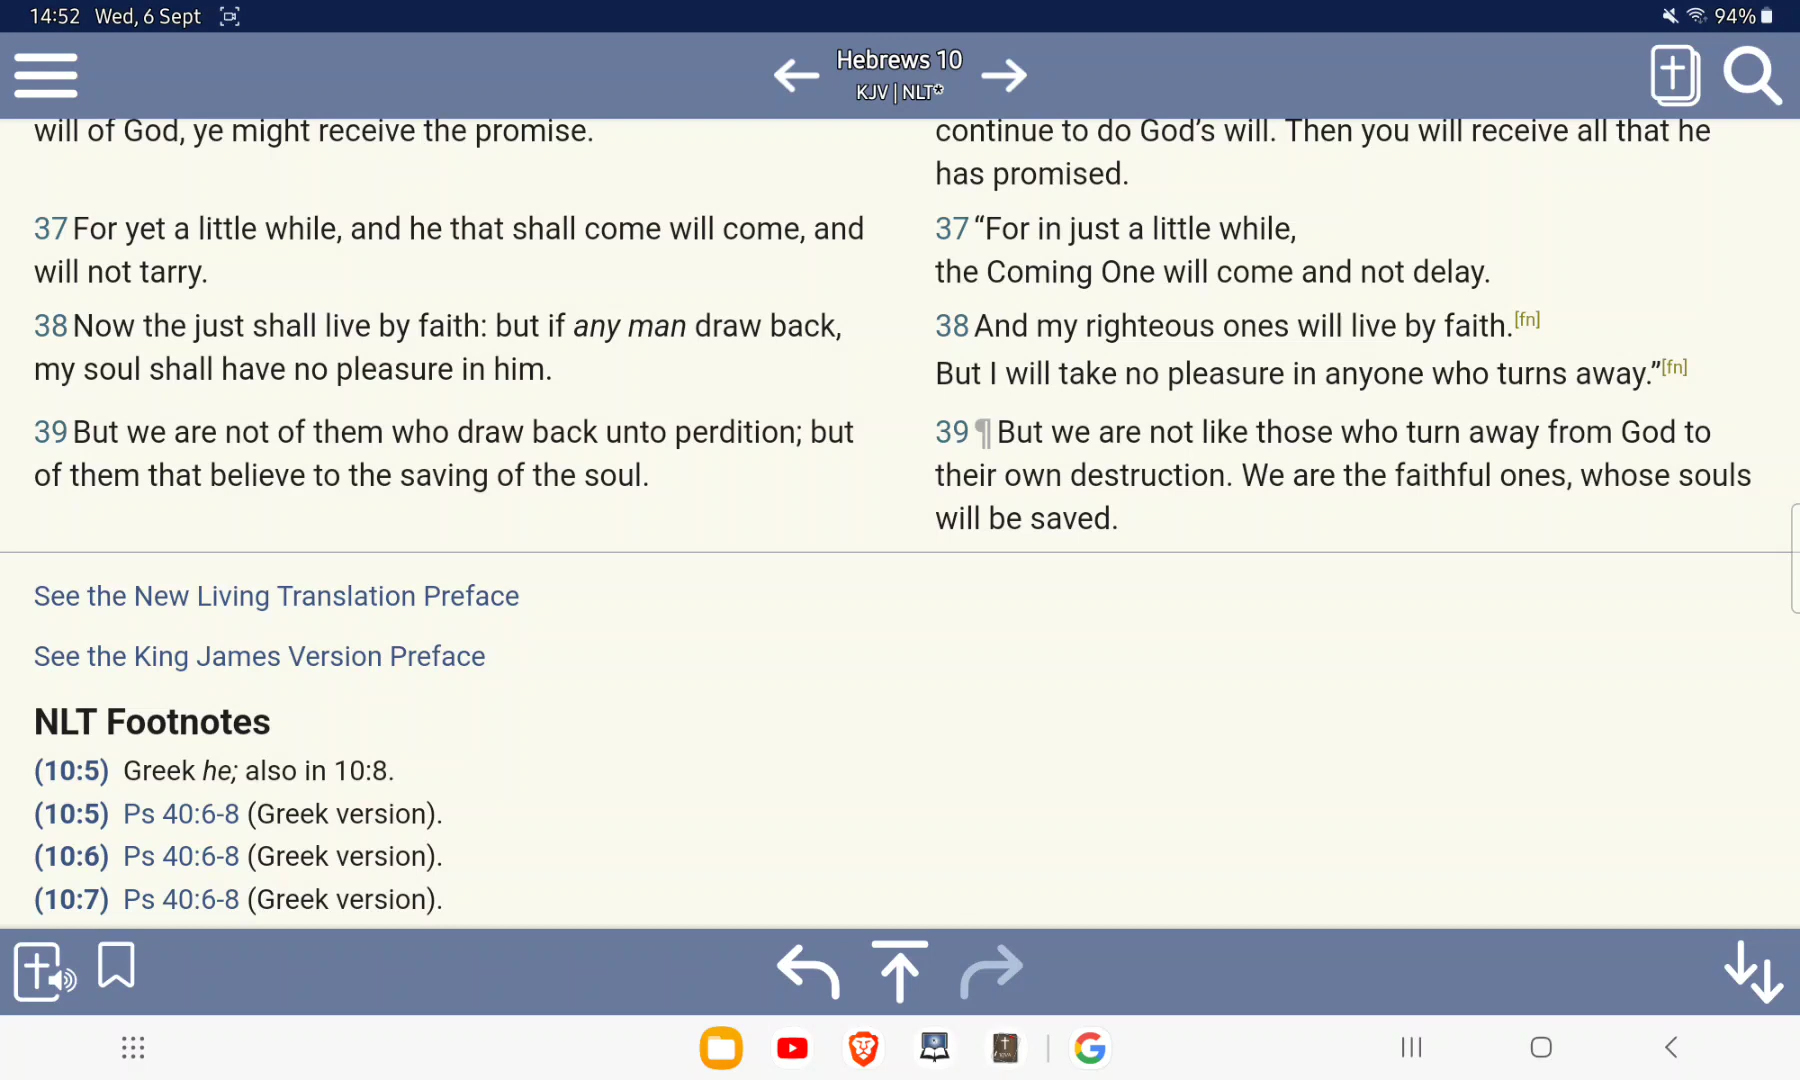 14:52 Wed, 6 Sept
94%
Hebrews 10
KJV | NLT*
will of God, ye might receive the promise.
37 For yet a little while, and he that shall come will come, and
will not tarry.
38 Now the just shall live by faith: but if any man draw back,
my soul shall have no pleasure in him.
39 But we are not of them who draw back unto perdition; but
of them that believe to the saving of the soul.
continue to do God's will. Then you will receive all that he
has promised.
37 “For in just a little while,
the Coming One will come and not delay.
38 And my righteous ones will live by faith.[fn]
But I will take no pleasure in anyone who turns away.”[fn]
39 ¶ But we are not like those who turn away from God to
their own destruction. We are the faithful ones, whose souls
will be saved.
See the New Living Translation Preface
See the King James Version Preface
NLT Footnotes
(10:5) Greek he; also in 10:8.
(10:5) Ps 40:6-8 (Greek version).
(10:6) Ps 40:6-8 (Greek version).
(10:7) Ps 40:6-8 (Greek version).